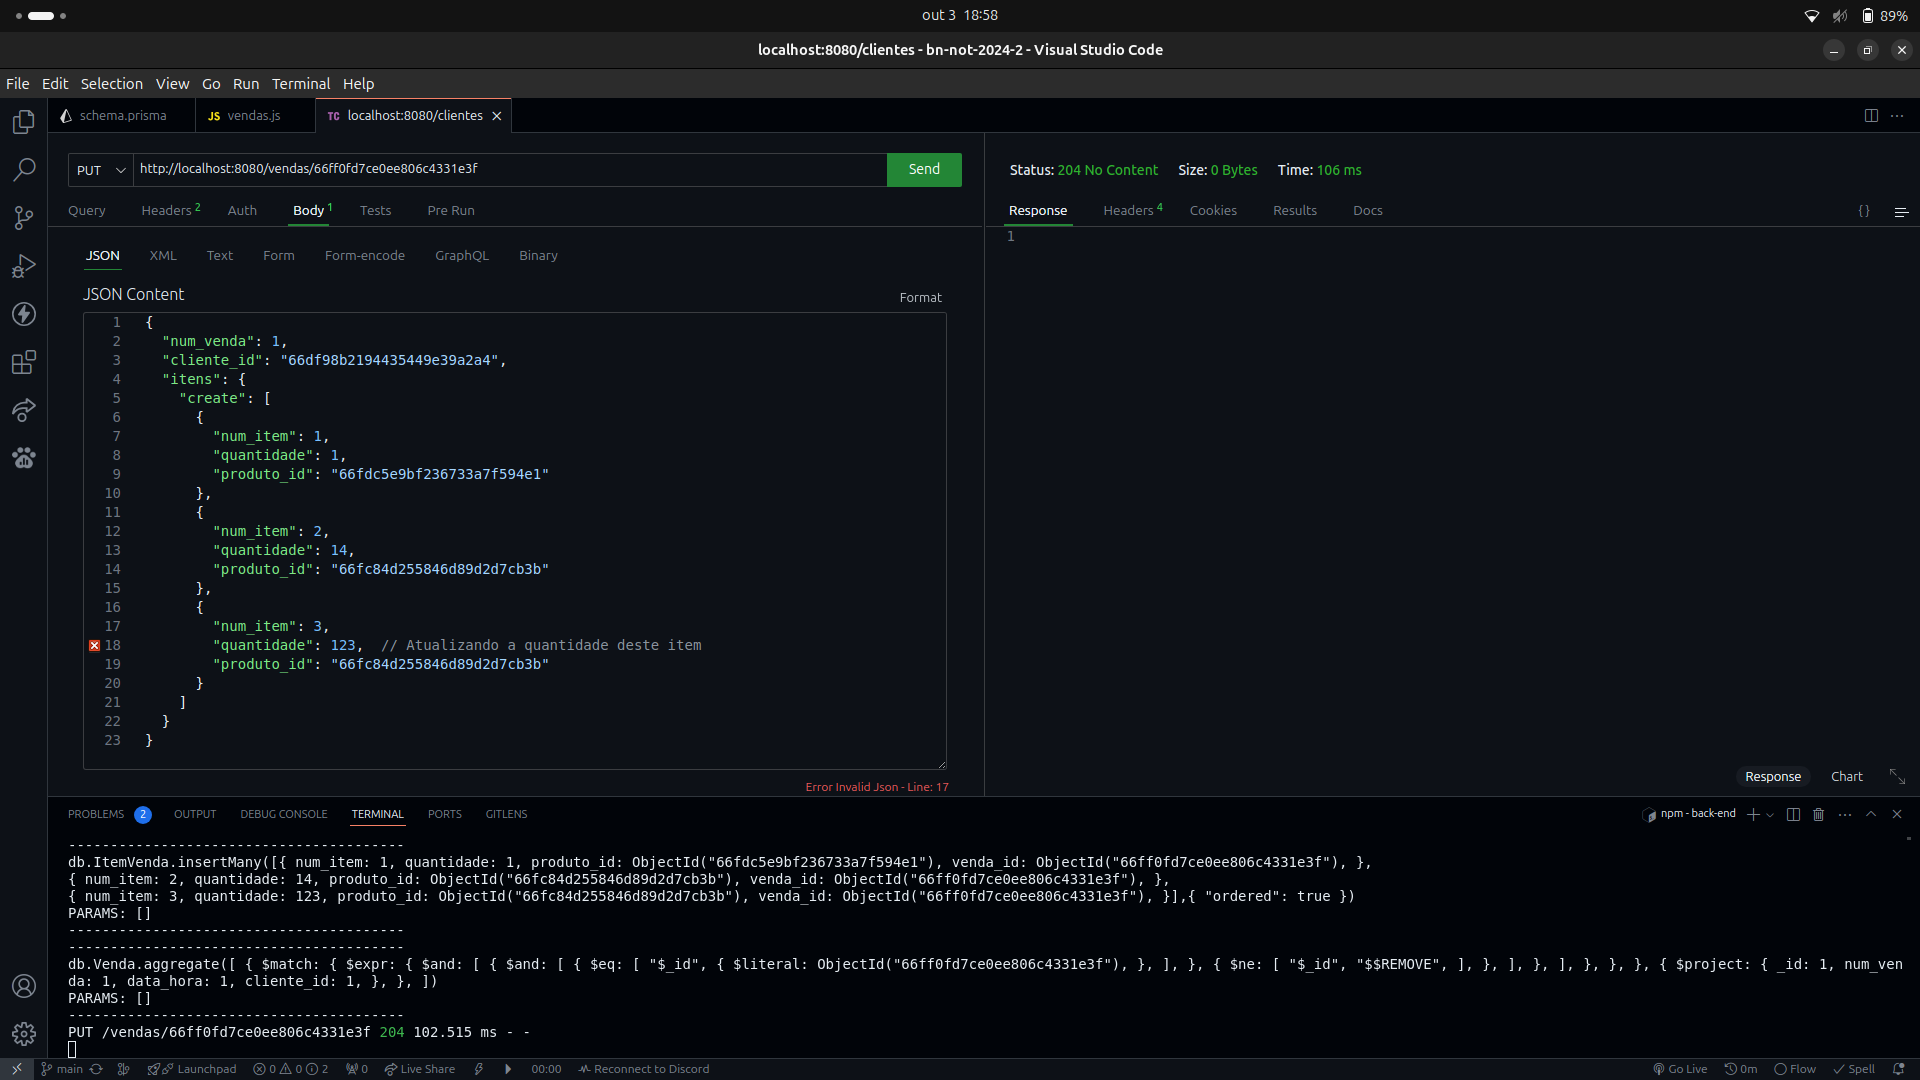 out 3 18:58
89%
localhost:8080/clientes - bn-not-2024-2 - Visual Studio Code
File Edit Selection View Go Run Terminal Help
schema.prisma JS vendas.js TC localhost:8080/clientes
PUT http://localhost:8080/vendas/66ff0fd7ce0ee806c4331e3f Send
Status: 204 No Content Size: 0 Bytes Time: 106 ms
Query Headers 2 Auth Body 1 Tests Pre Run
Response Headers 4 Cookies Results Docs {}
1
JSON XML Text Form Form-encode GraphQL Binary
JSON Content
Format
1 {
2 "num_venda": 1,
3 "cliente_id": "66df98b2194435449e39a2a4",
4 "itens": {
5 "create": [
6 {
7 "num_item": 1,
8 "quantidade": 1,
9 "produto_id": "66fdc5e9bf236733a7f594e1"
10 },
11 {
12 "num_item": 2,
13 "quantidade": 14,
14 "produto_id": "66fc84d255846d89d2d7cb3b"
15 },
16 {
17 "num_item": 3,
18 "quantidade": 123, // Atualizando a quantidade deste item
19 "produto_id": "66fc84d255846d89d2d7cb3b"
20 }
21 ]
22 }
23 }
Error Invalid Json - Line: 17
Response Chart
PROBLEMS 2 OUTPUT DEBUG CONSOLE TERMINAL PORTS GITLENS
npm - back-end
----------------------------------------
db.ItemVenda.insertMany([{ num_item: 1, quantidade: 1, produto_id: ObjectId("66fdc5e9bf236733a7f594e1"), venda_id: ObjectId("66ff0fd7ce0ee806c4331e3f"), },
{ num_item: 2, quantidade: 14, produto_id: ObjectId("66fc84d255846d89d2d7cb3b"), venda_id: ObjectId("66ff0fd7ce0ee806c4331e3f"), },
{ num_item: 3, quantidade: 123, produto_id: ObjectId("66fc84d255846d89d2d7cb3b"), venda_id: ObjectId("66ff0fd7ce0ee806c4331e3f"), }],{ "ordered": true })
PARAMS: []
----------------------------------------
----------------------------------------
db.Venda.aggregate([ { $match: { $expr: { $and: [ { $and: [ { $eq: [ "$_id", { $literal: ObjectId("66ff0fd7ce0ee806c4331e3f"), }, ], }, { $ne: [ "$_id", "$$REMOVE", ], }, ], }, ], }, }, }, { $project: { _id: 1, num_ven
da: 1, data_hora: 1, cliente_id: 1, }, }, ])
PARAMS: []
----------------------------------------
PUT /vendas/66ff0fd7ce0ee806c4331e3f 204 102.515 ms - -
main Launchpad 0 0 2 0 Live Share 00:00 Reconnect to Discord Go Live 0m Flow Spell